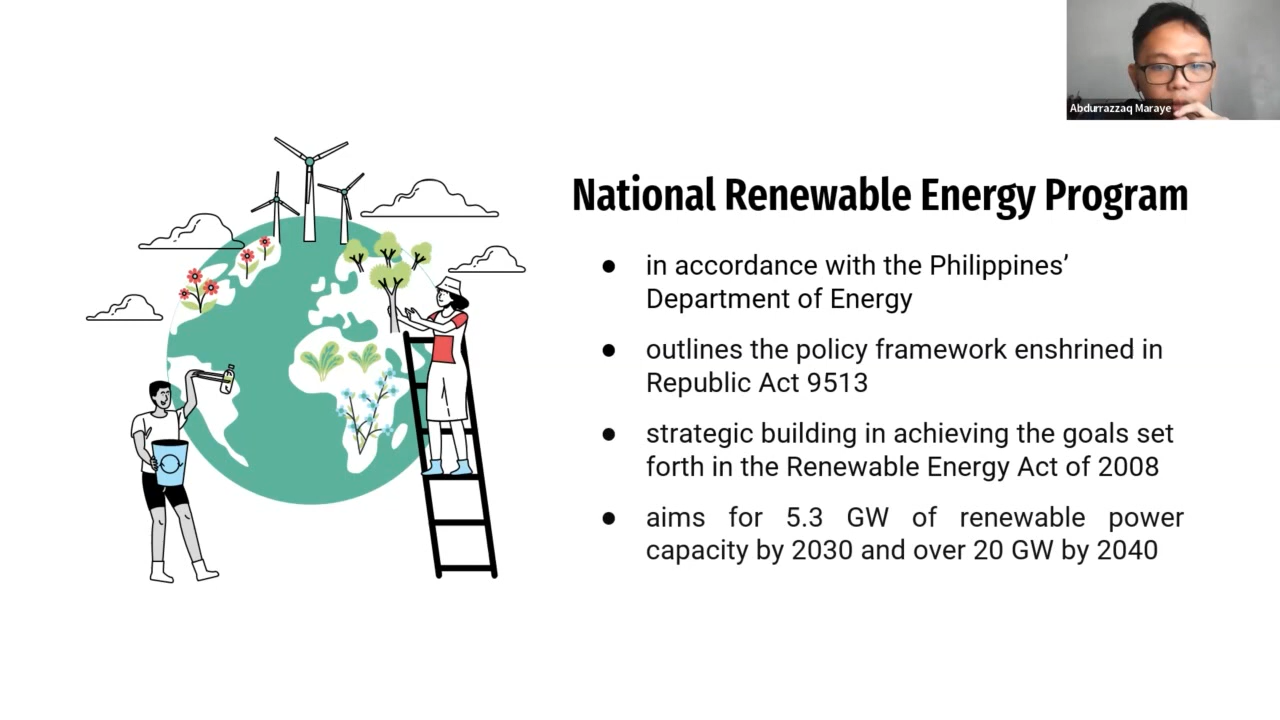 Abdurrazzaq Maraye
National Renewable Energy Program
● in accordance with the Philippines’
Department of Energy
● outlines the policy framework enshrined in
Republic Act 9513
● strategic building in achieving the goals set
forth in the Renewable Energy Act of 2008
● aims for 5.3 GW of renewable power
capacity by 2030 and over 20 GW by 2040